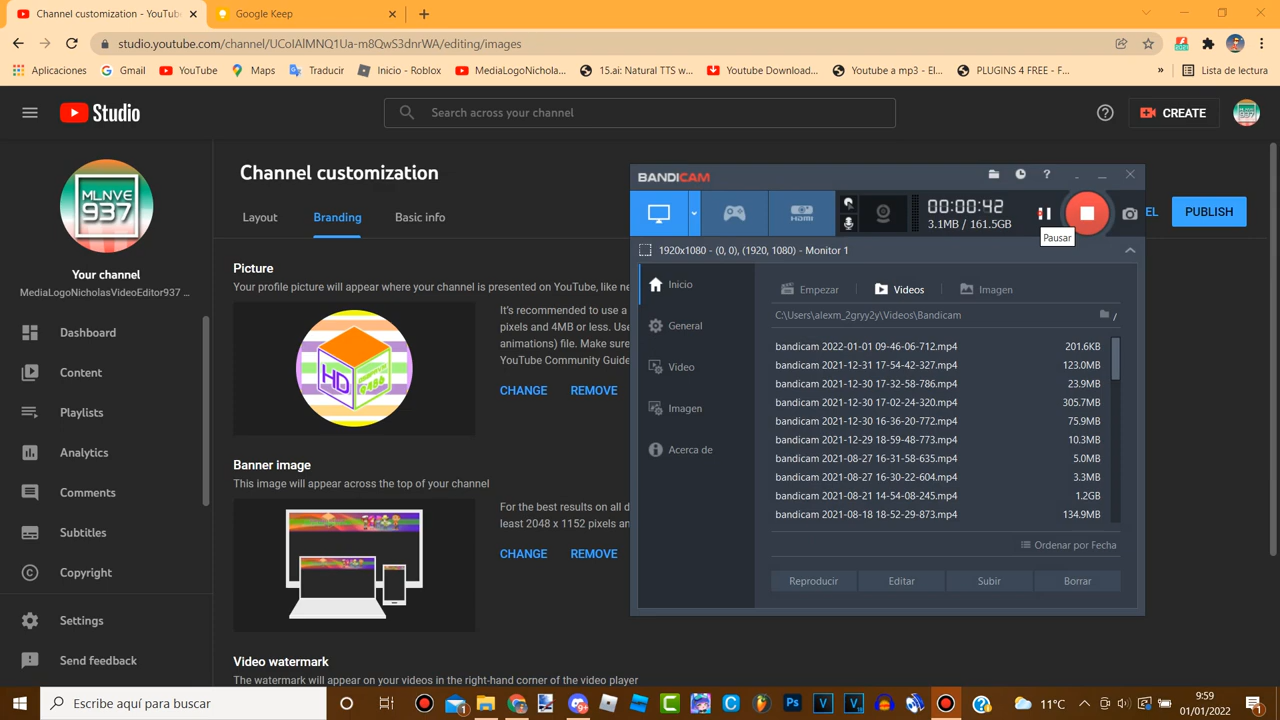 Channel customization - YouTub
Google Keep
studio.youtube.com/channel/UCoIAlMNQ1Ua-m8QwS3dnrWA/editing/images
Aplicaciones
Gmail
YouTube
Maps
Traducir
Inicio - Roblox
MediaLogoNichola...
15.ai: Natural TTS w...
Youtube Download...
Youtube a mp3 - El...
PLUGINS 4 FREE - F...
»
Lista de lectura
Studio
Search across your channel
CREATE
MLNVE
937
Your channel
MediaLogoNicholasVideoEditor937 ...
Dashboard
Content
Playlists
Analytics
Comments
Subtitles
Copyright
Settings
Send feedback
Channel customization
Layout
Branding
Basic info
EL
PUBLISH
Picture
Your profile picture will appear where your channel is presented on YouTube, like ne
HD
It's recommended to use a
pixels and 4MB or less. Use
animations) file. Make sure
YouTube Community Guide
CHANGE
REMOVE
Banner image
This image will appear across the top of your channel
For the best results on all d
least 2048 x 1152 pixels an
CHANGE
REMOVE
Video watermark
The watermark will appear on your videos in the right-hand corner of the video player
BANDICAM
HDMI
00:00:42
3.1MB / 161.5GB
Pausar
1920x1080 - (0, 0), (1920, 1080) - Monitor 1
Inicio
General
Video
Imagen
Acerca de
Empezar
Videos
Imagen
C:\Users\alexm_2gryy2y\Videos\Bandicam
bandicam 2022-01-01 09-46-06-712.mp4 201.6KB
bandicam 2021-12-31 17-54-42-327.mp4 123.0MB
bandicam 2021-12-30 17-32-58-786.mp4 23.9MB
bandicam 2021-12-30 17-02-24-320.mp4 305.7MB
bandicam 2021-12-30 16-36-20-772.mp4 75.9MB
bandicam 2021-12-29 18-59-48-773.mp4 10.3MB
bandicam 2021-08-27 16-31-58-635.mp4 5.0MB
bandicam 2021-08-27 16-30-22-604.mp4 3.3MB
bandicam 2021-08-21 14-54-08-245.mp4 1.2GB
bandicam 2021-08-18 18-52-29-873.mp4 134.9MB
Ordenar por Fecha
Reproducir
Editar
Subir
Borrar
Escribe aquí para buscar
11°C
9:59
01/01/2022